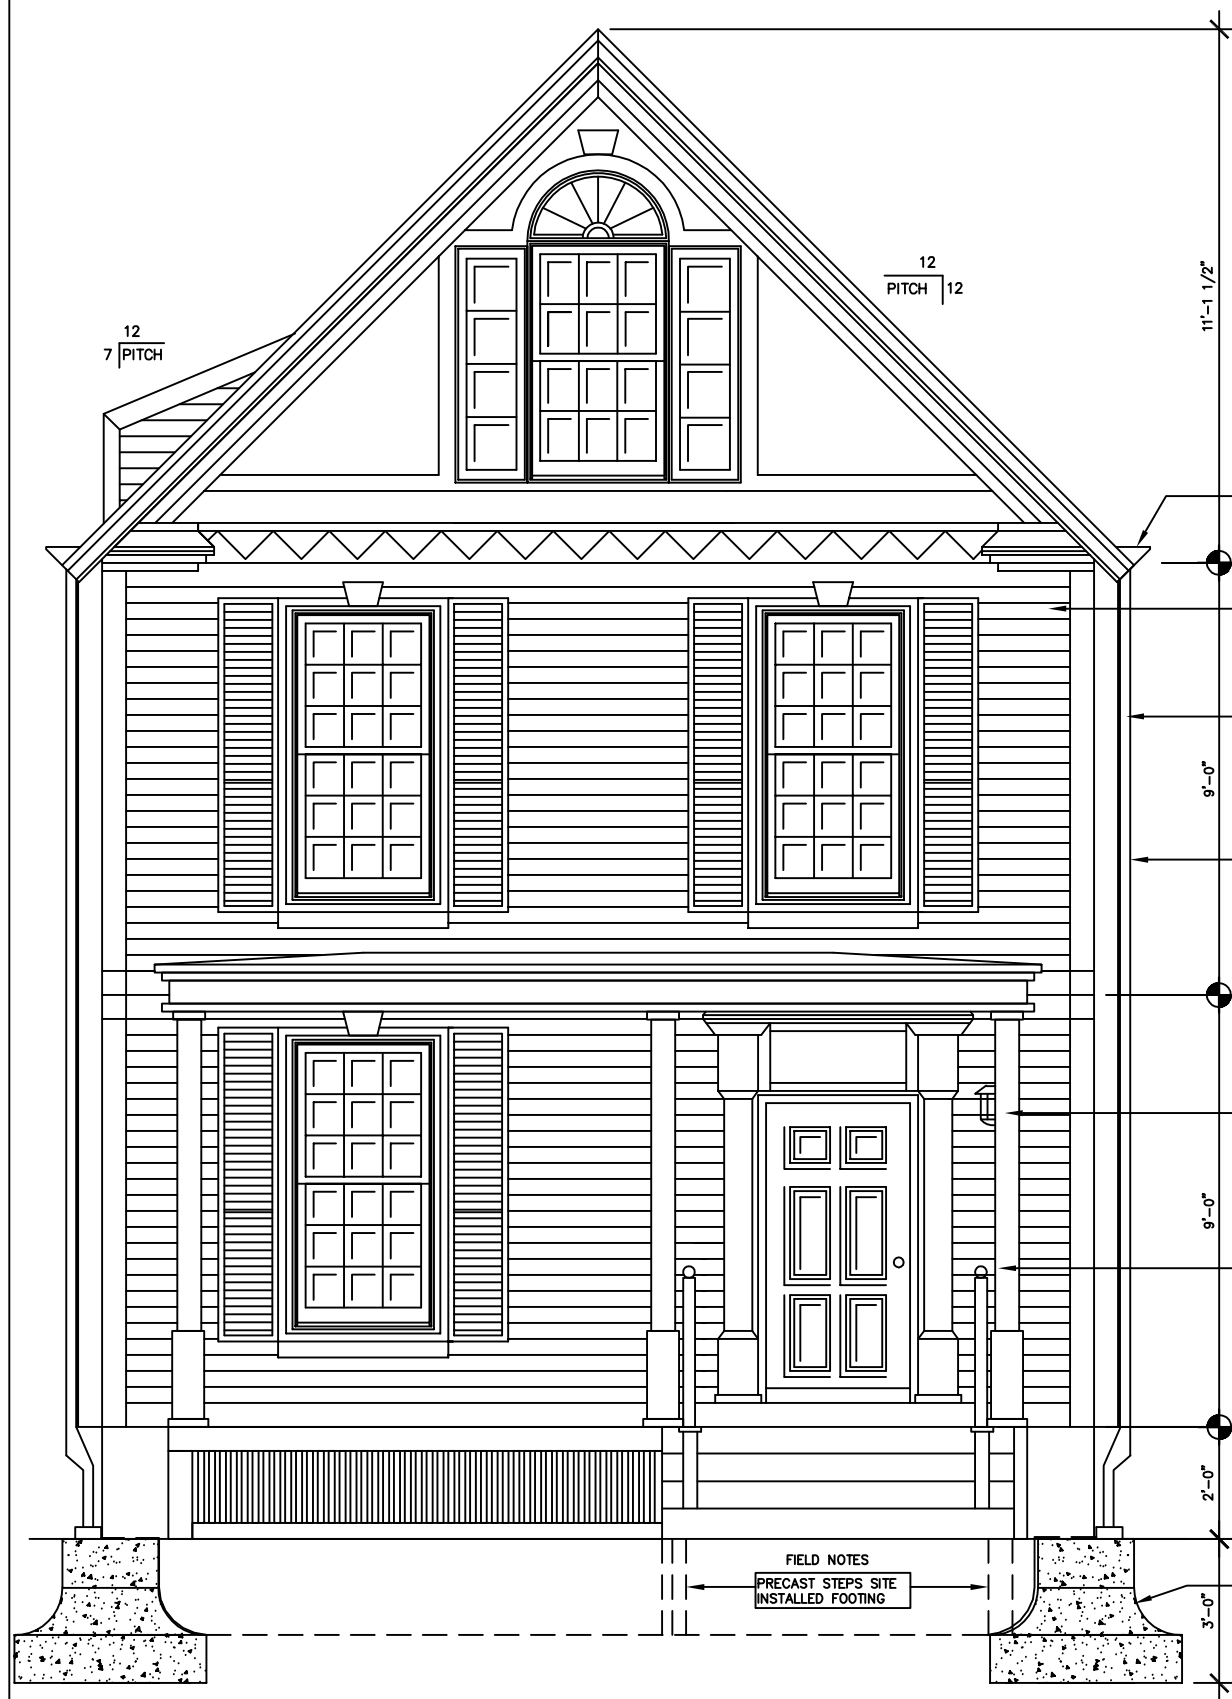 12
PITCH 12
11'-1 1/2"
12
7 PITCH
9'-0"
9'-0"
2'-0"
FIELD NOTES
PRECAST STEPS SITE
INSTALLED FOOTING
3'-0"